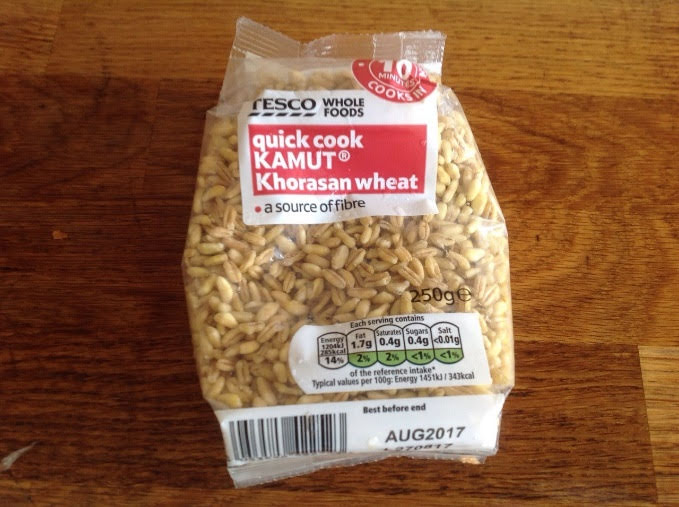 10
MINUTES
COOKS IN
TESCO WHOLE
FOODS
quick cook
KAMUT®
Khorasan wheat
• a source of fibre
250g℮
Each serving contains
Energy
1204kJ
285kcal
14%
Fat
1.7g
2%
Saturates
0.4g
2%
Sugars
0.4g
<1%
Salt
<0.01g
<1%
of the reference intake*
Typical values per 100g: Energy 1451kJ / 343kcal
Best before end
AUG2017